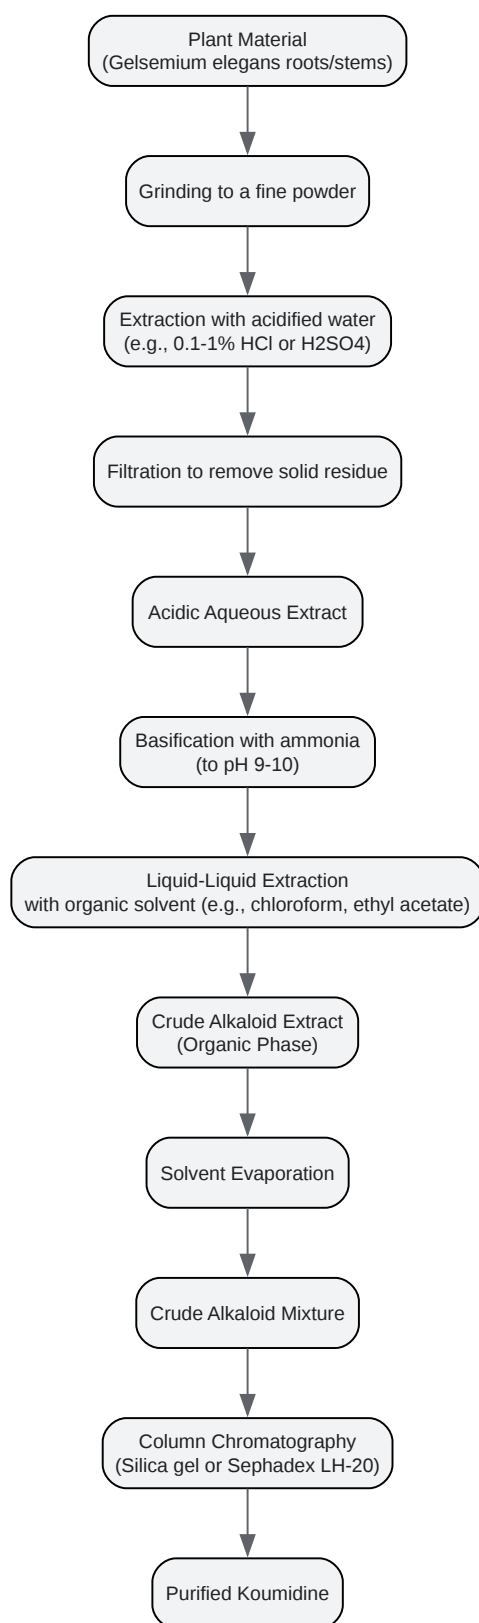 Plant Material
(Gelsemium elegans roots/stems)
Grinding to a fine powder
Extraction with acidified water
(e.g., 0.1-1% HCl or H2SO4)
Filtration to remove solid residue
Acidic Aqueous Extract
Basification with ammonia
(to pH 9-10)
Liquid-Liquid Extraction
with organic solvent (e.g., chloroform, ethyl acetate)
Crude Alkaloid Extract
(Organic Phase)
Solvent Evaporation
Crude Alkaloid Mixture
Column Chromatography
(Silica gel or Sephadex LH-20)
Purified Koumidine